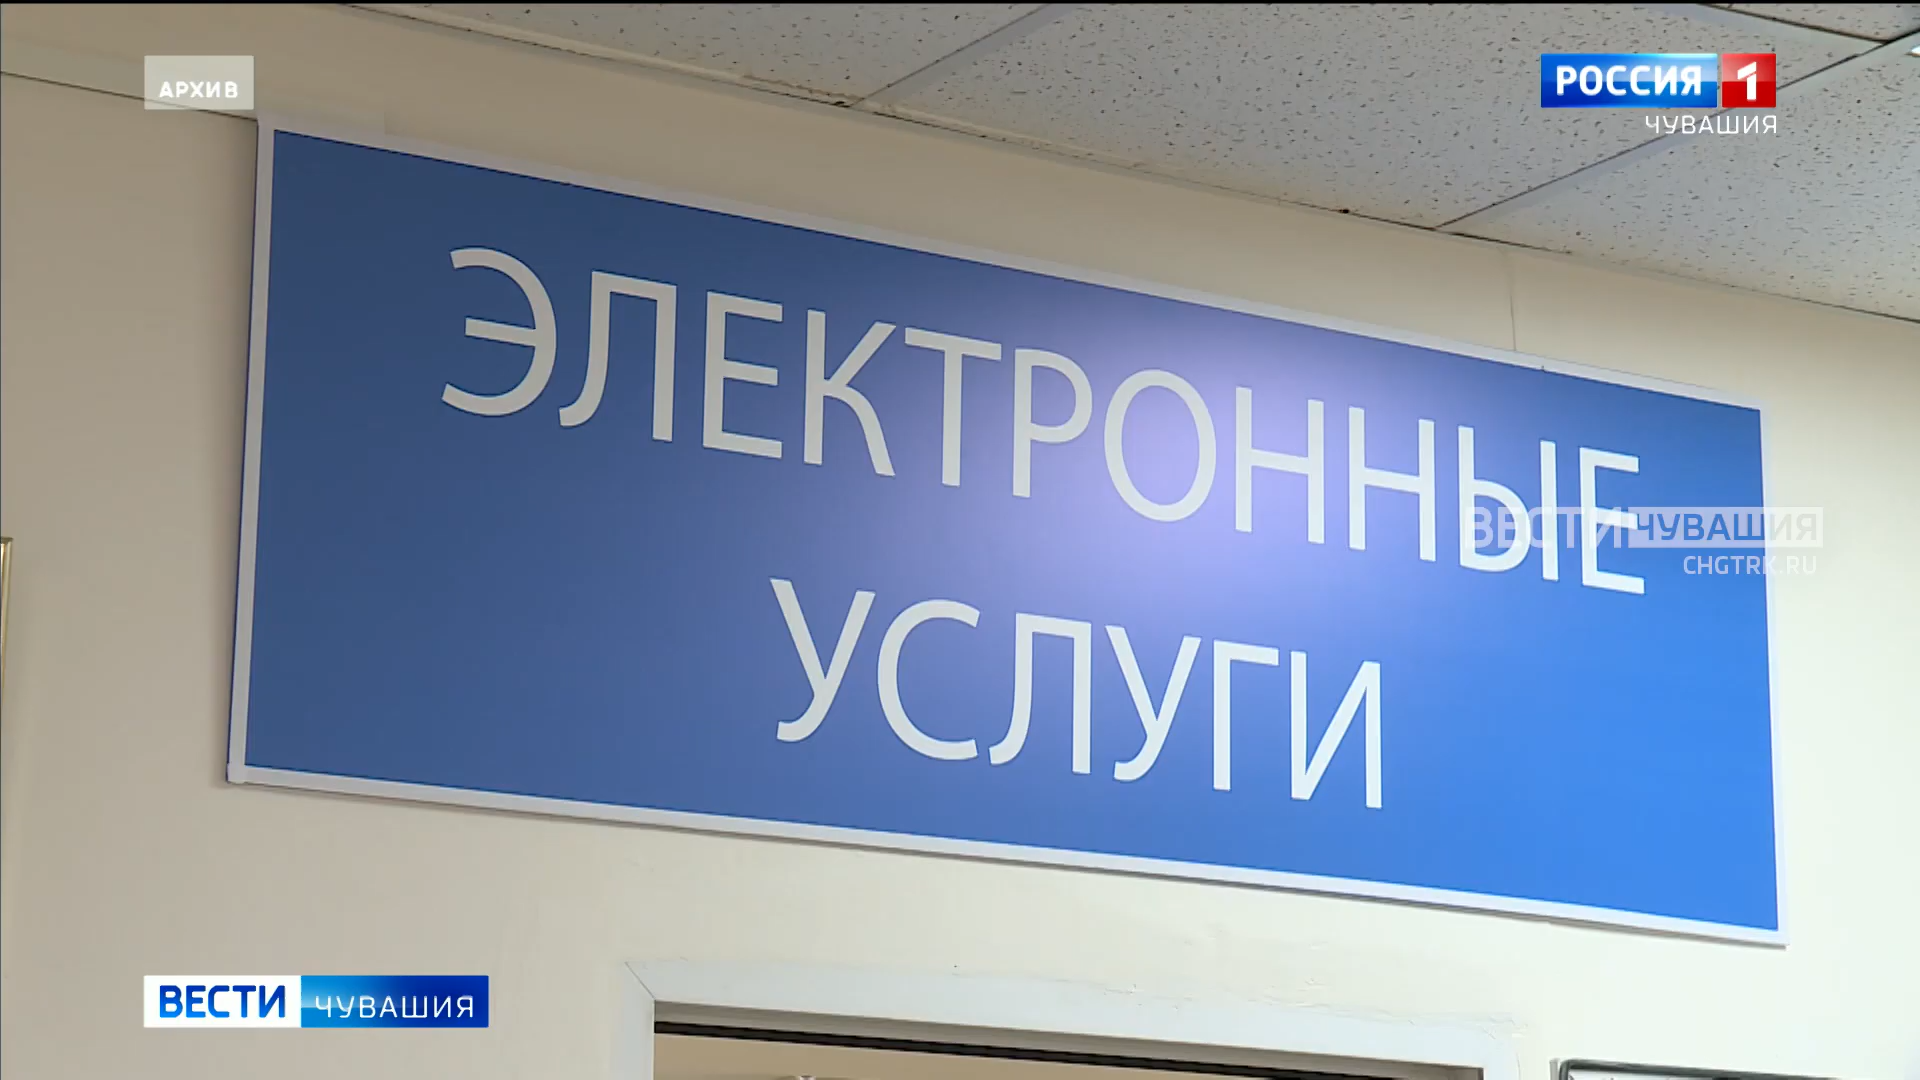 АРХИВ
РОССИЯ 1
ЧУВАШИЯ
ЭЛЕКТРОННЫЕ
УСЛУГИ
ВЕСТИ ЧУВАШИЯ
CHGTRK.RU
ВЕСТИ ЧУВАШИЯ